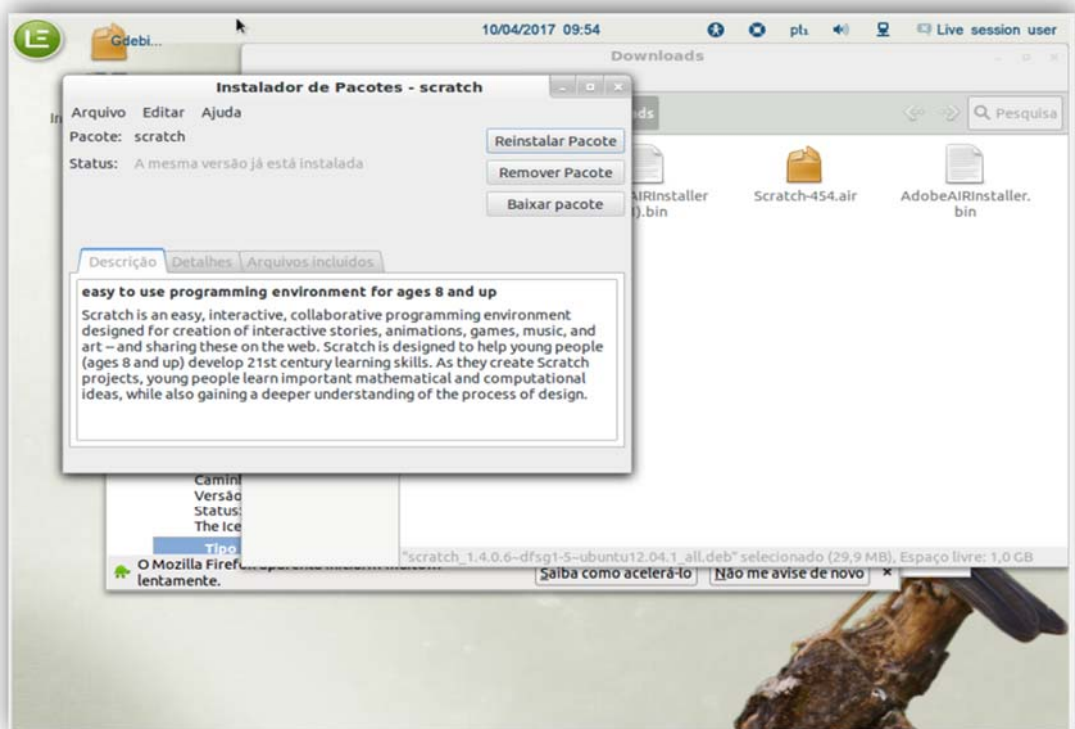 Gdebi...
10/04/2017 09:54
pt₁
Live session user
Downloads
Instalador de Pacotes - scratch
Arquivo Editar Ajuda
Pacote: scratch
Status: A mesma versão já está instalada
Reinstalar Pacote
Remover Pacote
Baixar pacote
Descrição Detalhes Arquivos incluídos
easy to use programming environment for ages 8 and up
Scratch is an easy, interactive, collaborative programming environment
designed for creation of interactive stories, animations, games, music, and
art – and sharing these on the web. Scratch is designed to help young people
(ages 8 and up) develop 21st century learning skills. As they create Scratch
projects, young people learn important mathematical and computational
ideas, while also gaining a deeper understanding of the process of design.
Pesquisa
Scratch-454.air
AdobeAIRInstaller.
bin
Versão
Status:
The Ice
Tipo
"scratch_1.4.0.6~dfsg1-5~ubuntu12.04.1_all.deb" selecionado (29,9 MB), Espaço livre: 1,0 GB
O Mozilla
lentamente.
Saiba como acelerá-lo
Não me avise de novo